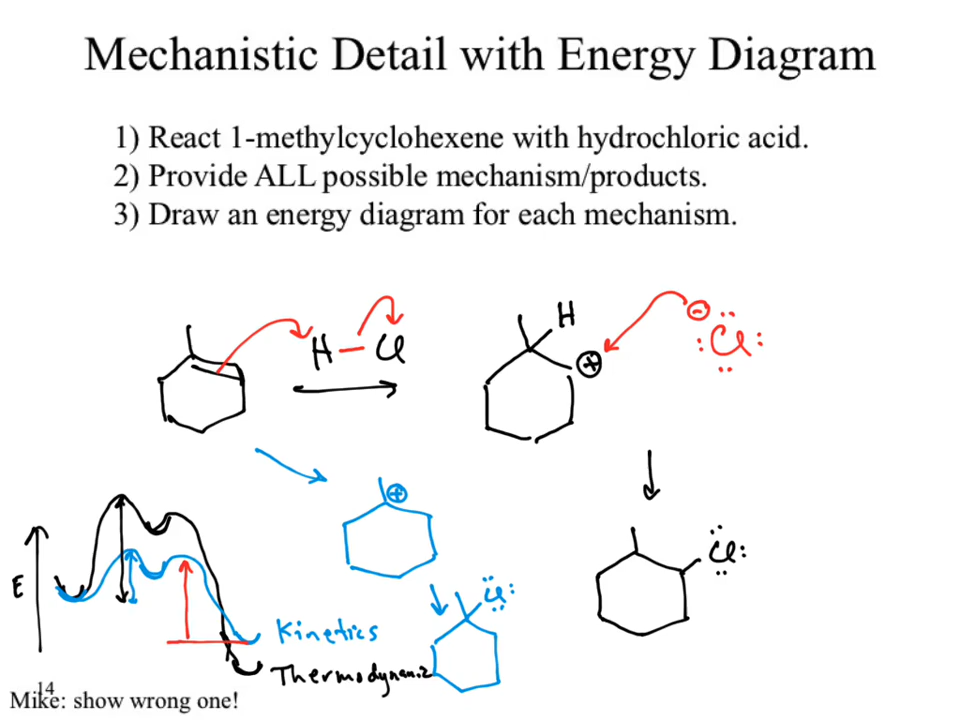 Mechanistic Detail with Energy Diagram
1) React 1-methylcyclohexene with hydrochloric acid.
2) Provide ALL possible mechanism/products.
3) Draw an energy diagram for each mechanism.
H
H — Cl
⊕
⊖
:Cl:
⊕
:Cl:
E
Cl:
Kinetics
Thermodynamic
14
Mike: show wrong one!